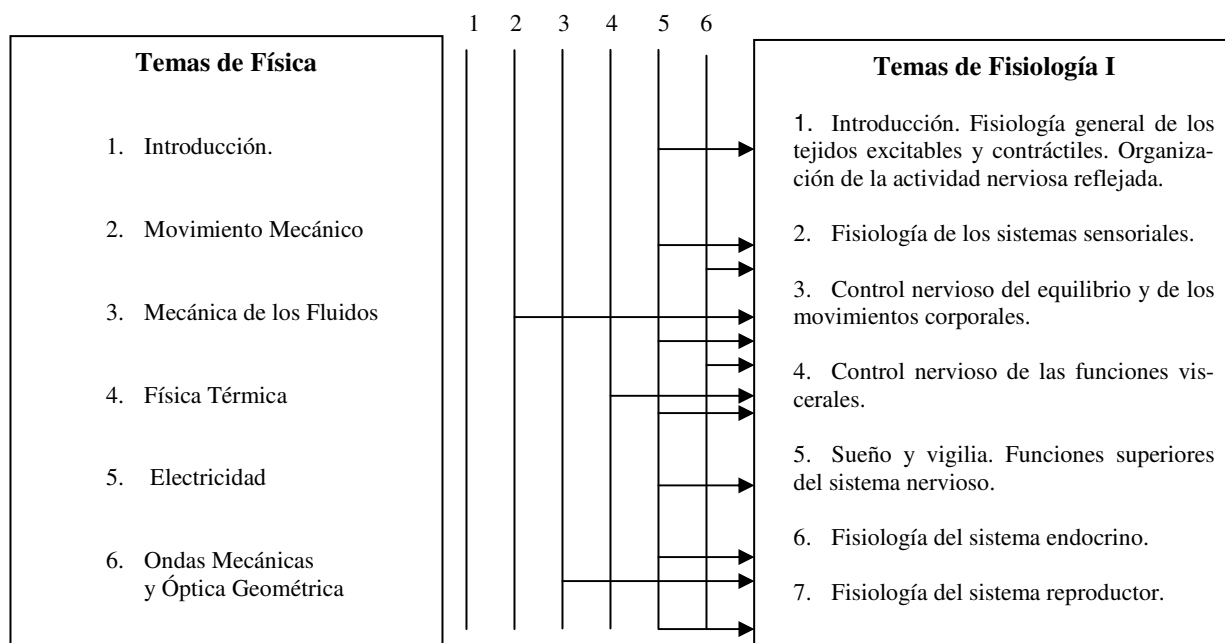 1 2 3 4 5 6
Temas de Física
1. Introducción.
2. Movimiento Mecánico
3. Mecánica de los Fluidos
4. Física Térmica
5. Electricidad
6. Ondas Mecánicas
y Óptica Geométrica
Temas de Fisiología I
1. Introducción. Fisiología general de los
tejidos excitables y contráctiles. Organiza-
ción de la actividad nerviosa reflejada.
2. Fisiología de los sistemas sensoriales.
3. Control nervioso del equilibrio y de los
movimientos corporales.
4. Control nervioso de las funciones vis-
cerales.
5. Sueño y vigilia. Funciones superiores
del sistema nervioso.
6. Fisiología del sistema endocrino.
7. Fisiología del sistema reproductor.